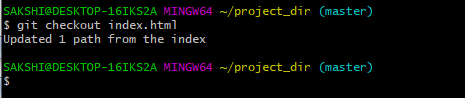 SAKSHI@DESKTOP-16IKS2A MINGW64 ~/project_dir (master)
$ git checkout index.html
Updated 1 path from the index
SAKSHI@DESKTOP-16IKS2A MINGW64 ~/project_dir (master)
$